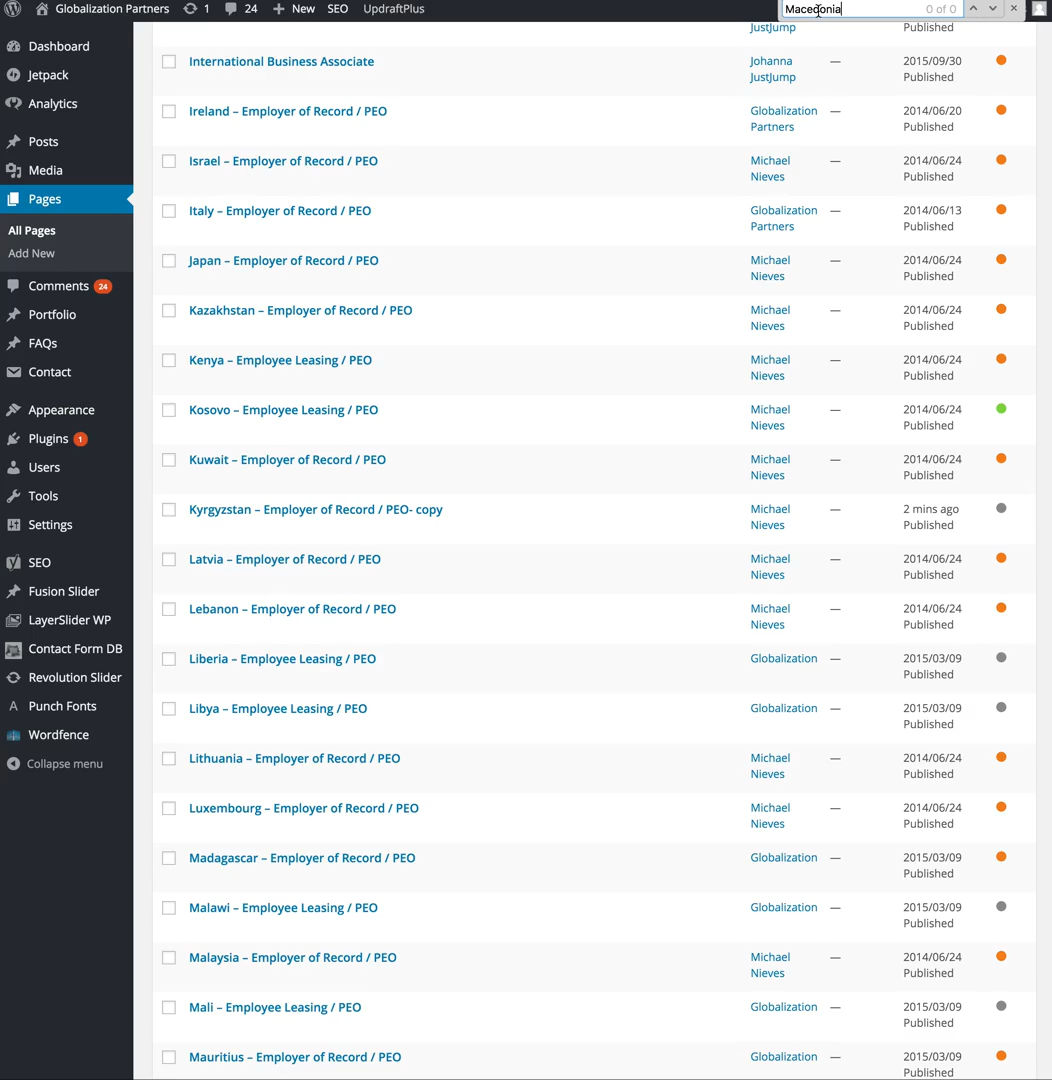 Globalization Partners 1 24 New SEO UpdraftPlus
Macedonia 0 of 0
Dashboard
Jetpack
Analytics
Posts
Media
Pages
All Pages
Add New
Comments 24
Portfolio
FAQs
Contact
Appearance
Plugins 1
Users
Tools
Settings
SEO
Fusion Slider
LayerSlider WP
Contact Form DB
Revolution Slider
Punch Fonts
Wordfence
Collapse menu
JustJump Published
International Business Associate Johanna — 2015/09/30
JustJump Published
Ireland – Employer of Record / PEO Globalization — 2014/06/20
Partners Published
Israel – Employer of Record / PEO Michael — 2014/06/24
Nieves Published
Italy – Employer of Record / PEO Globalization — 2014/06/13
Partners Published
Japan – Employer of Record / PEO Michael — 2014/06/24
Nieves Published
Kazakhstan – Employer of Record / PEO Michael — 2014/06/24
Nieves Published
Kenya – Employee Leasing / PEO Michael — 2014/06/24
Nieves Published
Kosovo – Employee Leasing / PEO Michael — 2014/06/24
Nieves Published
Kuwait – Employer of Record / PEO Michael — 2014/06/24
Nieves Published
Kyrgyzstan – Employer of Record / PEO- copy Michael — 2 mins ago
Nieves Published
Latvia – Employer of Record / PEO Michael — 2014/06/24
Nieves Published
Lebanon – Employer of Record / PEO Michael — 2014/06/24
Nieves Published
Liberia – Employee Leasing / PEO Globalization — 2015/03/09
Published
Libya – Employee Leasing / PEO Globalization — 2015/03/09
Published
Lithuania – Employer of Record / PEO Michael — 2014/06/24
Nieves Published
Luxembourg – Employer of Record / PEO Michael — 2014/06/24
Nieves Published
Madagascar – Employer of Record / PEO Globalization — 2015/03/09
Published
Malawi – Employee Leasing / PEO Globalization — 2015/03/09
Published
Malaysia – Employer of Record / PEO Michael — 2014/06/24
Nieves Published
Mali – Employee Leasing / PEO Globalization — 2015/03/09
Published
Mauritius – Employer of Record / PEO Globalization — 2015/03/09
Published